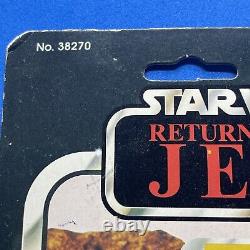 No. 38270
STAR W
RETURN
JE